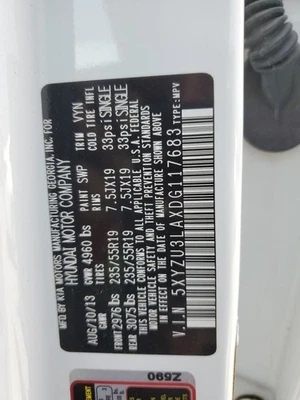 MFD BY KIA MOTORS MANUFACTURING GEORGIA, INC. FOR
HYUNDAI MOTOR COMPANY
AUG/10/13 PAINT SWP TRIM VYN
GVWR 4960 lbs COLD TIRE INFL
GAWR FRONT 2976 lbs 235/55R19 7.5JX19 33psi SINGLE
GAWR REAR 3075 lbs 235/55R19 7.5JX19 33psi SINGLE
THIS VEHICLE CONFORMS TO ALL APPLICABLE U.S.A FEDERAL
MOTOR VEHICLE SAFETY AND THEFT PREVENTION
STANDARDS IN EFFECT ON THE DATE OF MANUFACTURE SHOWN ABOVE
V.I.N 5XYZU3LAXDG117683 TYPE:MPV
Z590